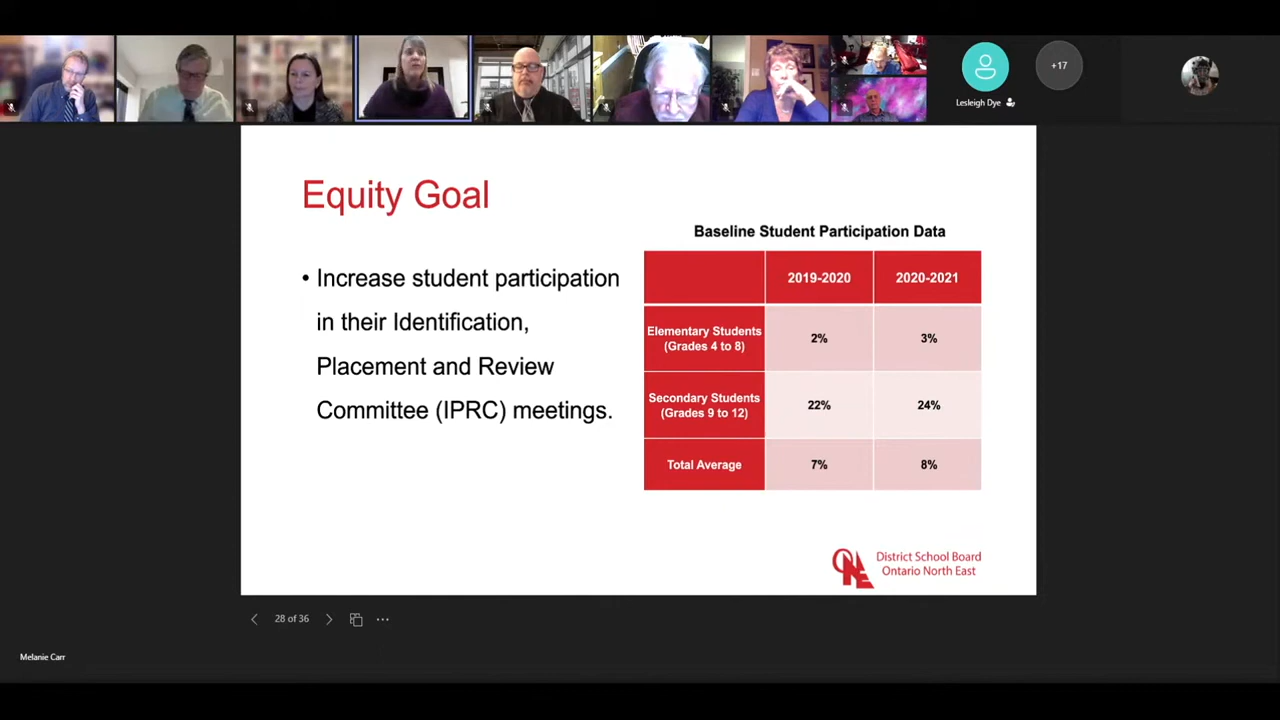 Lesleigh Dye
+17
Equity Goal
• Increase student participation
in their Identification,
Placement and Review
Committee (IPRC) meetings.
Baseline Student Participation Data
2019-2020 2020-2021
Elementary Students
(Grades 4 to 8)
2% 3%
Secondary Students
(Grades 9 to 12)
22% 24%
Total Average 7% 8%
ONE
District School Board
Ontario North East
28 of 36
Melanie Carr